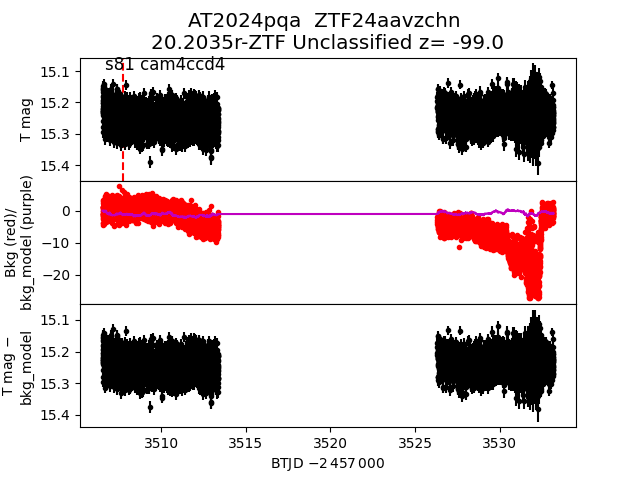 AT2024pqa  ZTF24aavzchn
20.2035r-ZTF Unclassified z= -99.0
s81 cam4ccd4
15.1
15.2
15.3
15.4
T mag
0
−10
−20
Bkg (red)/
bkg_model (purple)
15.1
15.2
15.3
15.4
T mag −
bkg_model
3510
3515
3520
3525
3530
BTJD −2 457 000